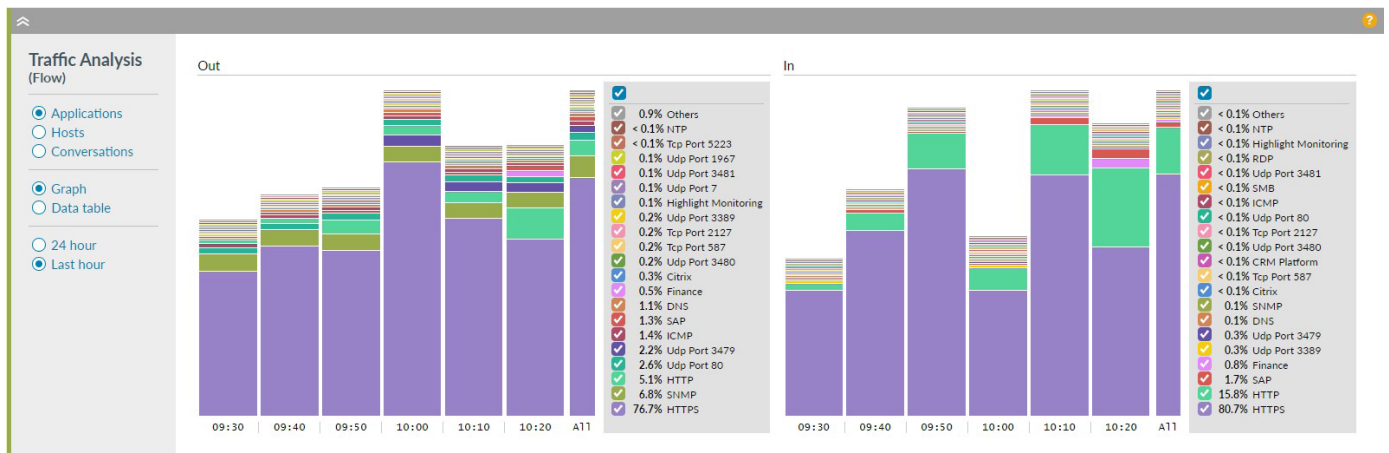 ?
Traffic Analysis
(Flow)
Applications
Hosts
Conversations
Graph
Data table
24 hour
Last hour
Out
0.9% Others
< 0.1% NTP
< 0.1% Tcp Port 5223
0.1% Udp Port 1967
0.1% Udp Port 3481
0.1% Udp Port 7
0.1% Highlight Monitoring
0.2% Udp Port 3389
0.2% Tcp Port 2127
0.2% Tcp Port 587
0.2% Udp Port 3480
0.3% Citrix
0.5% Finance
1.1% DNS
1.3% SAP
1.4% ICMP
2.2% Udp Port 3479
2.6% Udp Port 80
5.1% HTTP
6.8% SNMP
76.7% HTTPS
09:30 09:40 09:50 10:00 10:10 10:20 All
In
< 0.1% Others
< 0.1% NTP
< 0.1% Highlight Monitoring
< 0.1% RDP
< 0.1% Udp Port 3481
< 0.1% SMB
< 0.1% ICMP
< 0.1% Udp Port 80
< 0.1% Tcp Port 2127
< 0.1% Udp Port 3480
< 0.1% CRM Platform
< 0.1% Tcp Port 587
< 0.1% Citrix
0.1% SNMP
0.1% DNS
0.3% Udp Port 3479
0.3% Udp Port 3389
0.8% Finance
1.7% SAP
15.8% HTTP
80.7% HTTPS
09:30 09:40 09:50 10:00 10:10 10:20 All